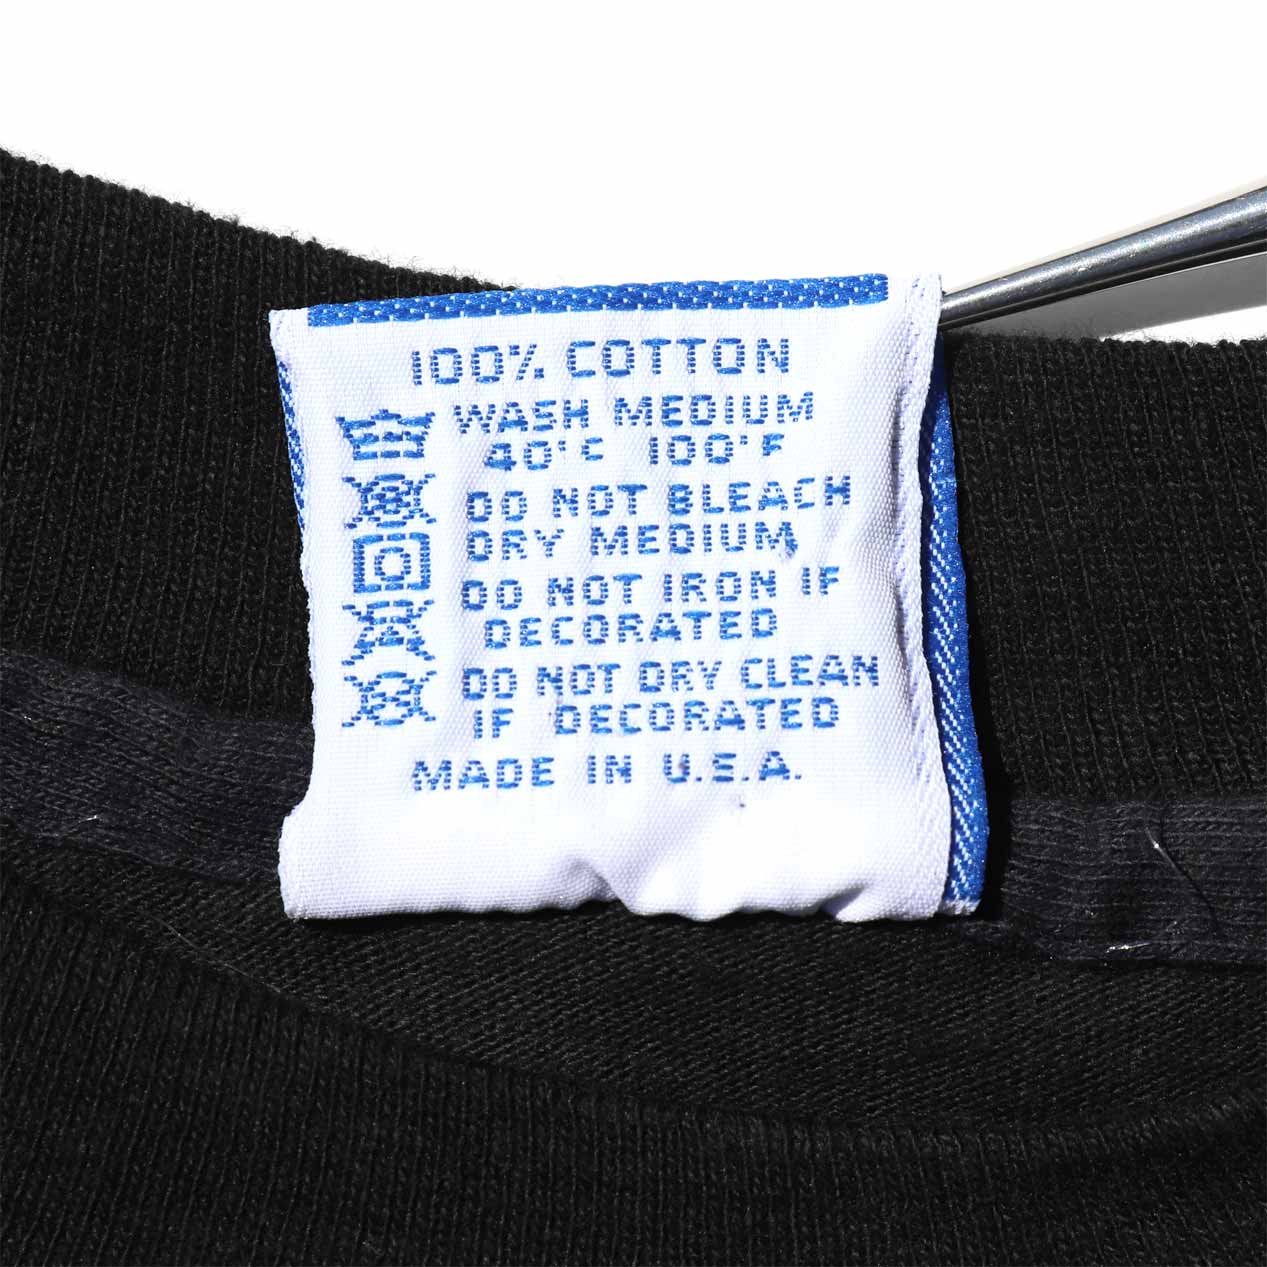 100% COTTON
WASH MEDIUM
40°C 100°F
DO NOT BLEACH
DRY MEDIUM
DO NOT IRON IF
DECORATED
DO NOT DRY CLEAN
IF DECORATED
MADE IN U.S.A.